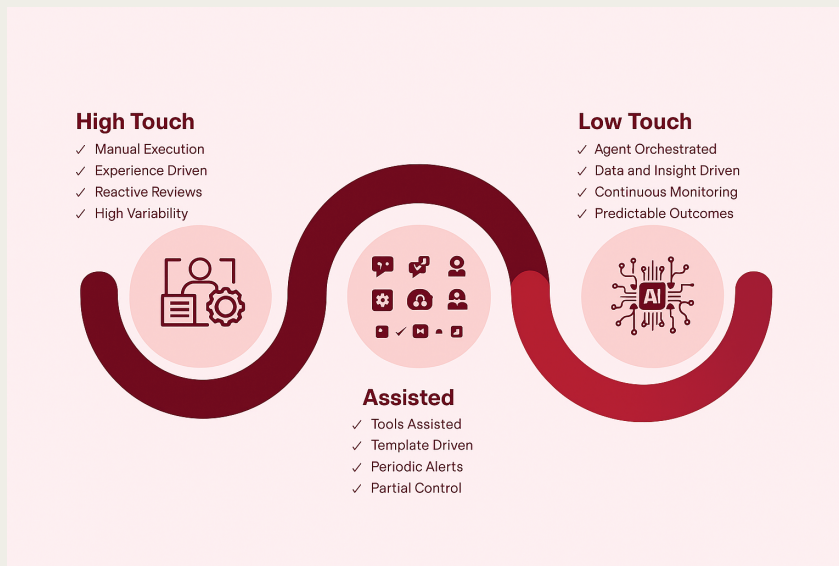 High Touch
✓ Manual Execution
✓ Experience Driven
✓ Reactive Reviews
✓ High Variability
Assisted
✓ Tools Assisted
✓ Template Driven
✓ Periodic Alerts
✓ Partial Control
Low Touch
✓ Agent Orchestrated
✓ Data and Insight Driven
✓ Continuous Monitoring
✓ Predictable Outcomes
AI